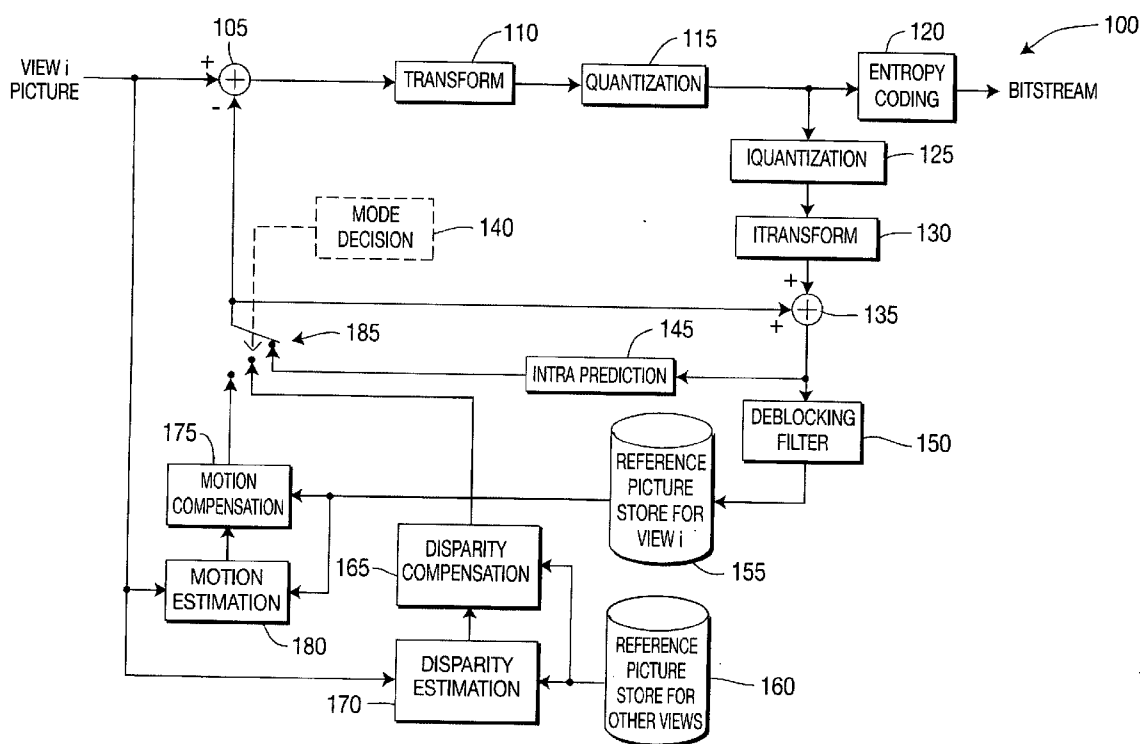 105
110
115
120
100
VIEW i
PICTURE
+
-
TRANSFORM
QUANTIZATION
ENTROPY
CODING
BITSTREAM
IQUANTIZATION
125
MODE
DECISION
140
ITRANSFORM
130
+
+
135
185
145
INTRA PREDICTION
DEBLOCKING
FILTER
150
175
MOTION
COMPENSATION
REFERENCE
PICTURE
STORE FOR
VIEW i
155
165
DISPARITY
COMPENSATION
MOTION
ESTIMATION
180
170
DISPARITY
ESTIMATION
REFERENCE
PICTURE
STORE FOR
OTHER VIEWS
160